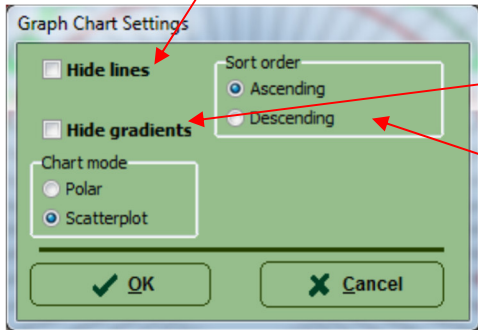 Graph Chart Settings
Hide lines
Sort order
Ascending
Hide gradients
Descending
Chart mode
Polar
Scatterplot
OK
Cancel